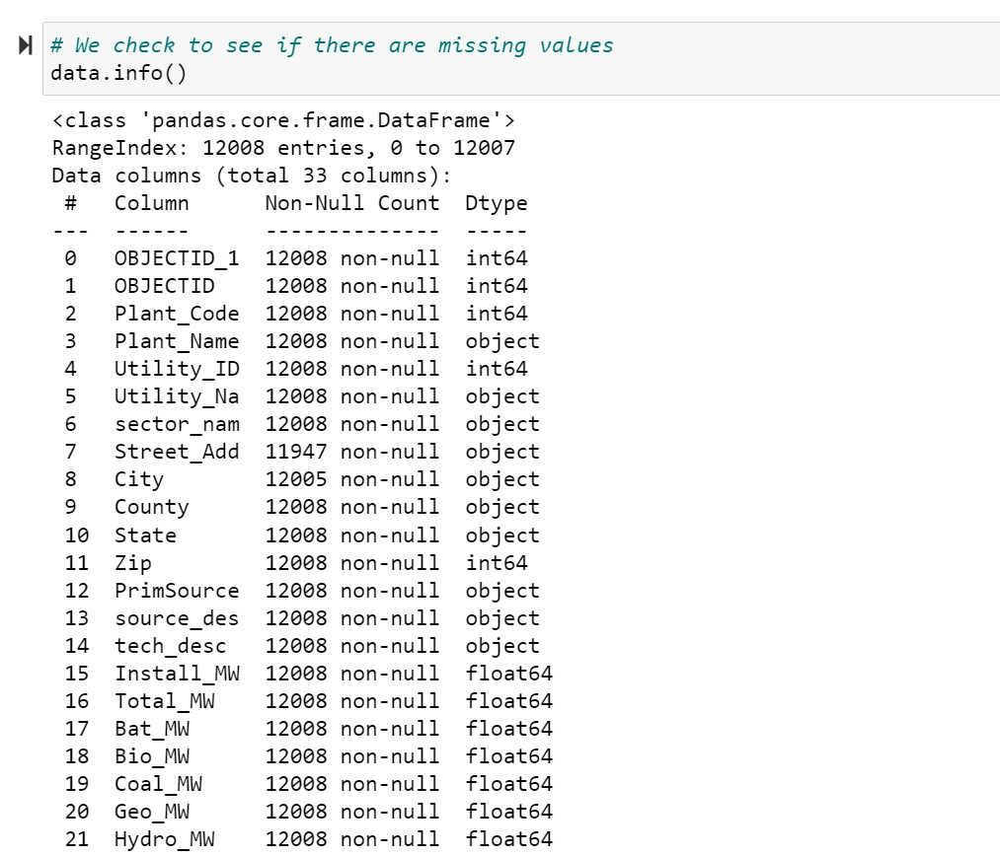 # We check to see if there are missing values
data.info()
<class 'pandas.core.frame.DataFrame'>
RangeIndex: 12008 entries, 0 to 12007
Data columns (total 33 columns):
 #   Column      Non-Null Count  Dtype
---  ------      --------------  -----
 0   OBJECTID_1  12008 non-null  int64
 1   OBJECTID    12008 non-null  int64
 2   Plant_Code  12008 non-null  int64
 3   Plant_Name  12008 non-null  object
 4   Utility_ID  12008 non-null  int64
 5   Utility_Na  12008 non-null  object
 6   sector_nam  12008 non-null  object
 7   Street_Add  11947 non-null  object
 8   City        12005 non-null  object
 9   County      12008 non-null  object
 10  State       12008 non-null  object
 11  Zip         12008 non-null  int64
 12  PrimSource  12008 non-null  object
 13  source_des  12008 non-null  object
 14  tech_desc   12008 non-null  object
 15  Install_MW  12008 non-null  float64
 16  Total_MW    12008 non-null  float64
 17  Bat_MW      12008 non-null  float64
 18  Bio_MW      12008 non-null  float64
 19  Coal_MW     12008 non-null  float64
 20  Geo_MW      12008 non-null  float64
 21  Hydro_MW    12008 non-null  float64